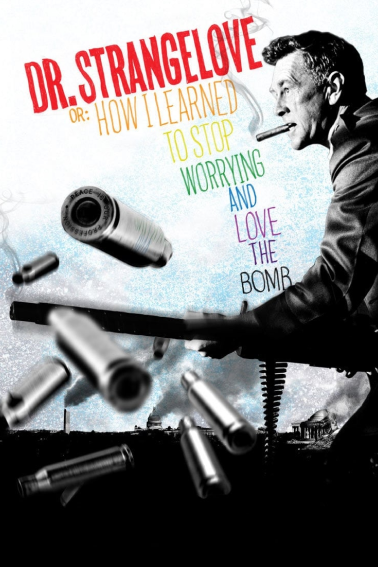 DR. STRANGELOVE
OR: HOW I LEARNED
TO STOP
WORRYING
AND
LOVE
THE
BOMB